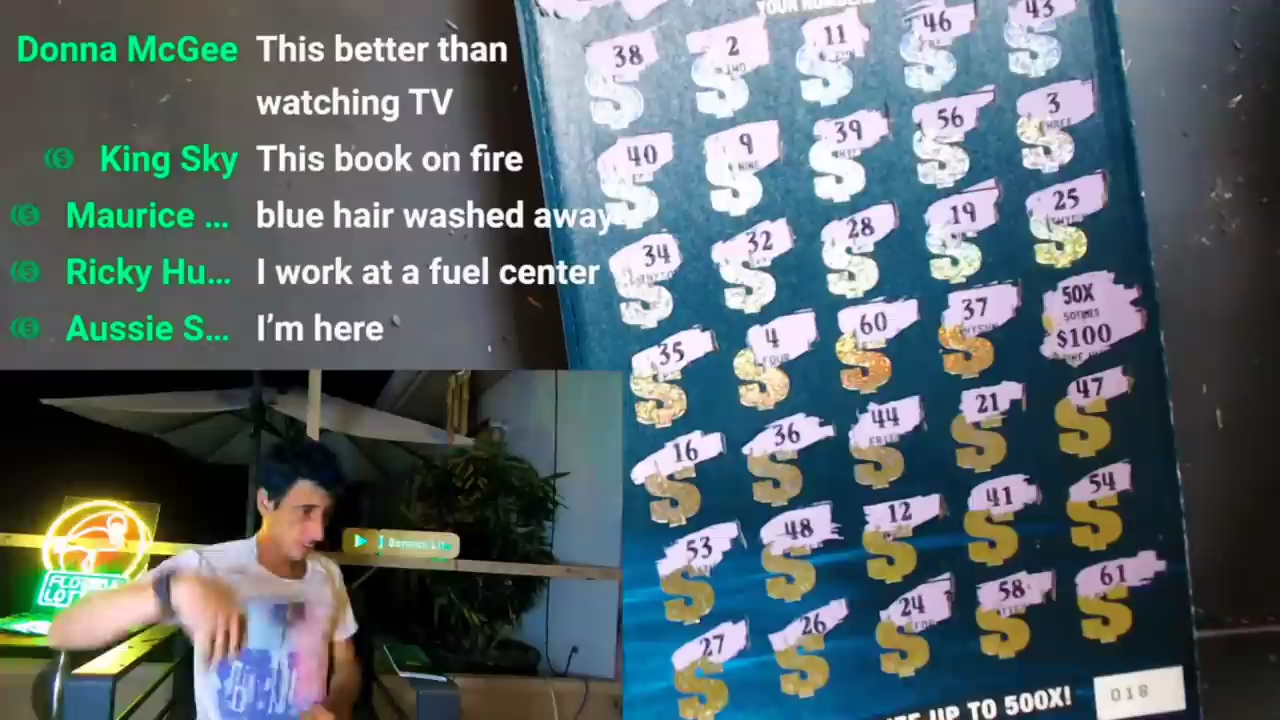 Donna McGee This better than
watching TV
King Sky This book on fire
Maurice ... blue hair washed away
Ricky Hu... I work at a fuel center
Aussie S... I'm here
YOUR NUMBERS
38 2 11 46 43
40 9 39 56 3
34 32 28 19 25
35 4 60 37 50X
$100
16 36 44 21 47
53 48 12 41 54
27 26 24 58 61
UP TO 500X!
018